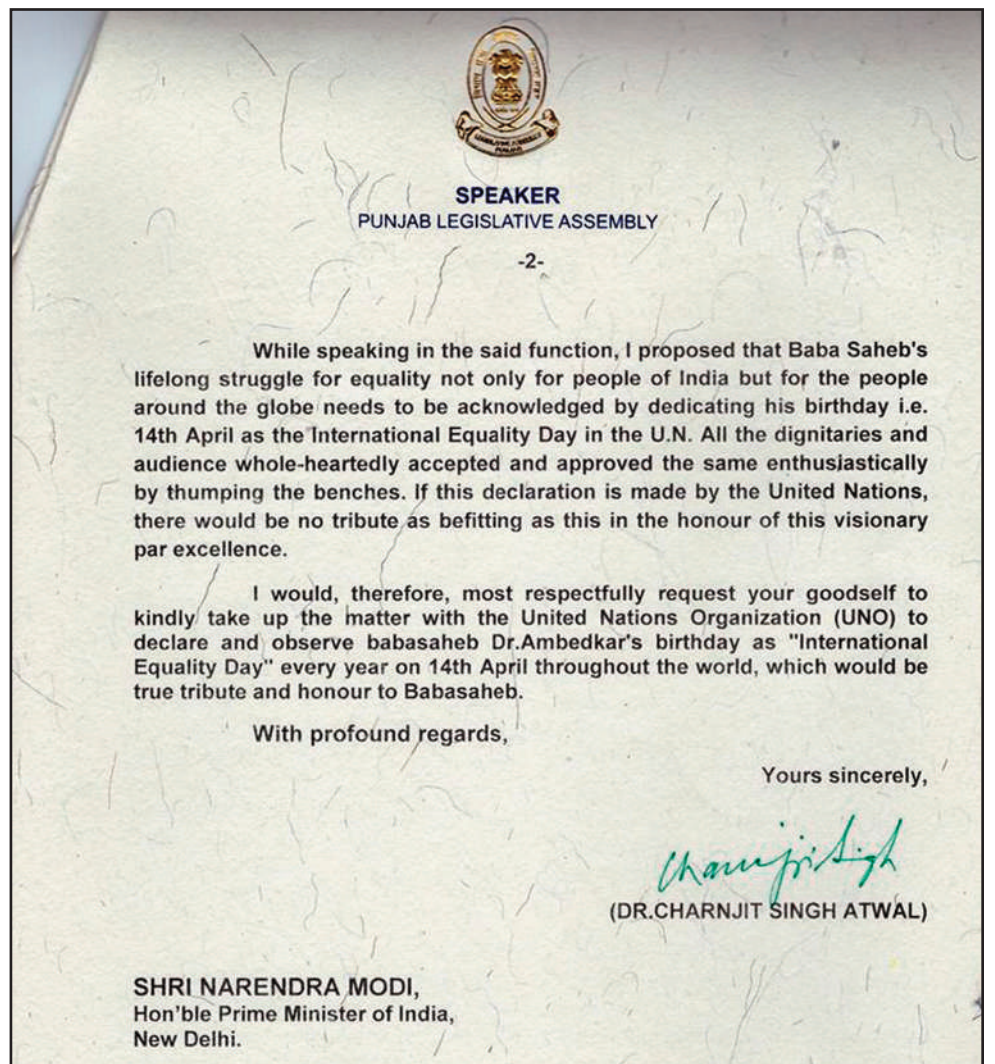 SPEAKER
PUNJAB LEGISLATIVE ASSEMBLY
-2-
While speaking in the said function, I proposed that Baba Saheb's
lifelong struggle for equality not only for people of India but for the people
around the globe needs to be acknowledged by dedicating his birthday i.e.
14th April as the International Equality Day in the U.N. All the dignitaries and
audience whole-heartedly accepted and approved the same enthusiastically
by thumping the benches. If this declaration is made by the United Nations,
there would be no tribute as befitting as this in the honour of this visionary
par excellence.
I would, therefore, most respectfully request your goodself to
kindly take up the matter with the United Nations Organization (UNO) to
declare and observe babasaheb Dr.Ambedkar's birthday as "International
Equality Day" every year on 14th April throughout the world, which would be
true tribute and honour to Babasaheb.
With profound regards,
Yours sincerely,
Charnjit Singh
(DR.CHARNJIT SINGH ATWAL)
SHRI NARENDRA MODI,
Hon'ble Prime Minister of India,
New Delhi.